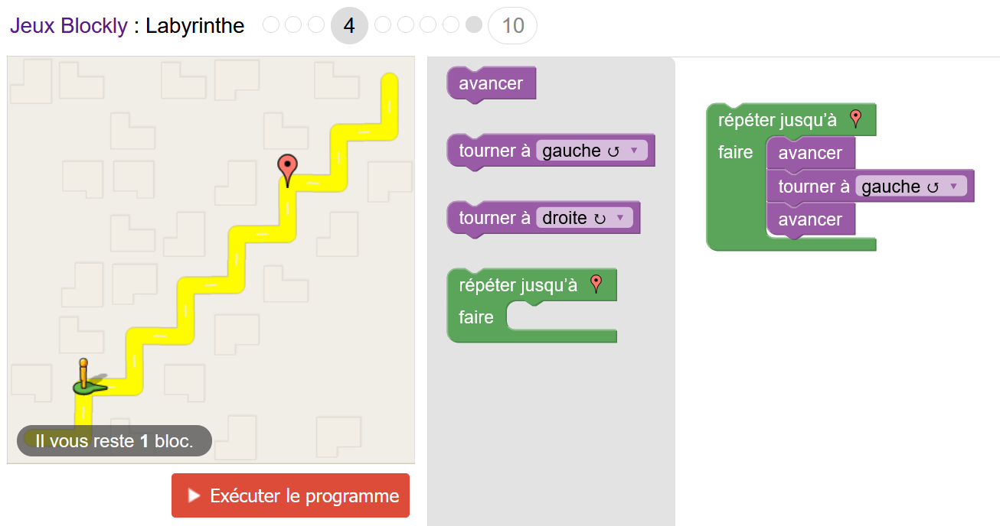 Jeux Blockly : Labyrinthe 4 10
avancer
tourner à gauche ↺ ▼
tourner à droite ↻ ▼
répéter jusqu’à
faire
répéter jusqu’à
faire avancer
tourner à gauche ↺ ▼
avancer
Il vous reste 1 bloc.
Exécuter le programme